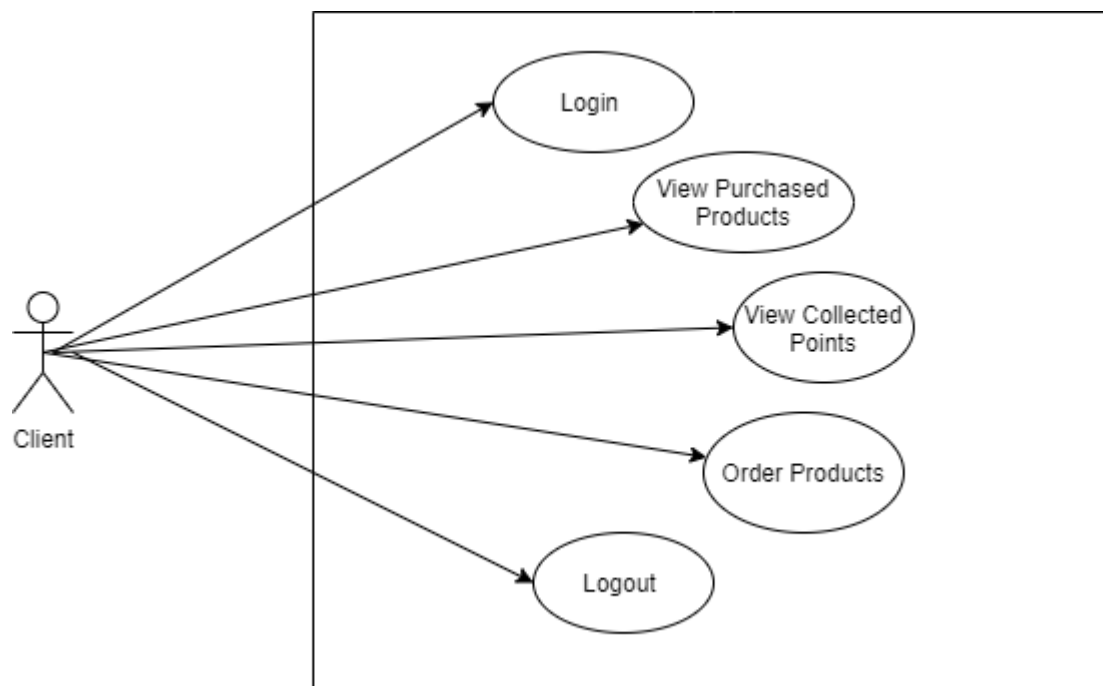 Login
View Purchased
Products
View Collected
Points
Client
Order Products
Logout